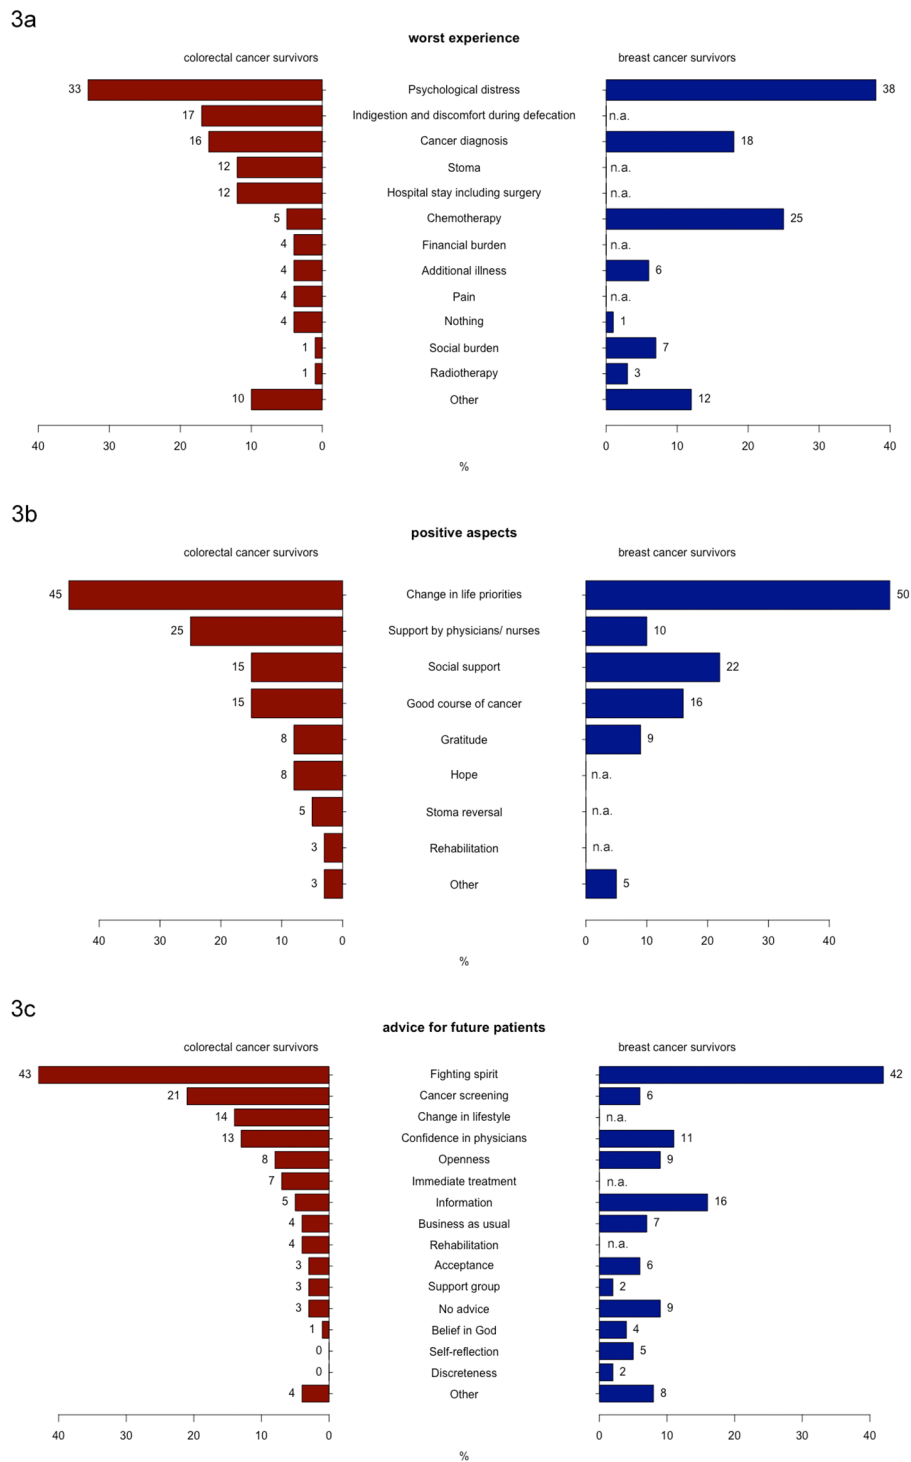 3a
worst experience
colorectal cancer survivors breast cancer survivors
33 Psychological distress 38
17 Indigestion and discomfort during defecation n.a.
16 Cancer diagnosis 18
12 Stoma n.a.
12 Hospital stay including surgery n.a.
5 Chemotherapy 25
4 Financial burden n.a.
4 Additional illness 6
4 Pain n.a.
4 Nothing 1
1 Social burden 7
1 Radiotherapy 3
10 Other 12
40 30 20 10 0 0 10 20 30 40
%
3b
positive aspects
colorectal cancer survivors breast cancer survivors
45 Change in life priorities 50
25 Support by physicians/ nurses 10
15 Social support 22
15 Good course of cancer 16
8 Gratitude 9
8 Hope n.a.
5 Stoma reversal n.a.
3 Rehabilitation n.a.
3 Other 5
40 30 20 10 0 0 10 20 30 40
%
3c
advice for future patients
colorectal cancer survivors breast cancer survivors
43 Fighting spirit 42
21 Cancer screening 6
14 Change in lifestyle n.a.
13 Confidence in physicians 11
8 Openness 9
7 Immediate treatment n.a.
5 Information 16
4 Business as usual 7
4 Rehabilitation n.a.
3 Acceptance 6
3 Support group 2
3 No advice 9
1 Belief in God 4
0 Self-reflection 5
0 Discreteness 2
4 Other 8
40 30 20 10 0 0 10 20 30 40
%